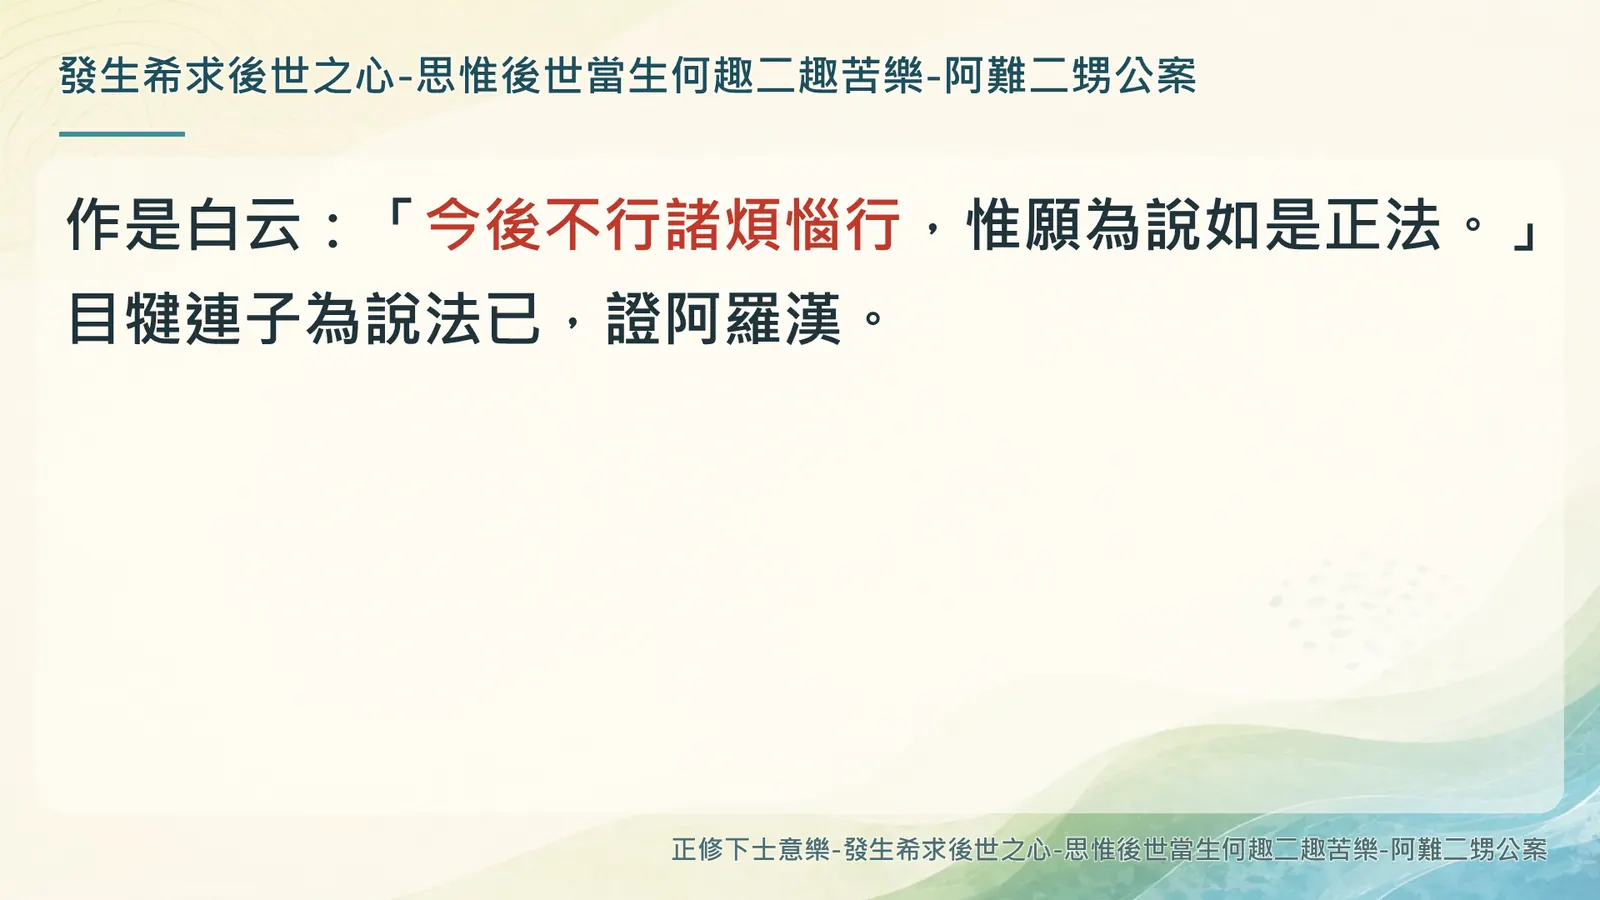 發生希求後世之心-思惟後世當生何趣二趣苦樂-阿難二甥公案
作是白云：「今後不行諸煩惱行，惟願為說如是正法。」
目犍連子為說法已，證阿羅漢。
正修下士意樂-發生希求後世之心-思惟後世當生何趣二趣苦樂-阿難二甥公案